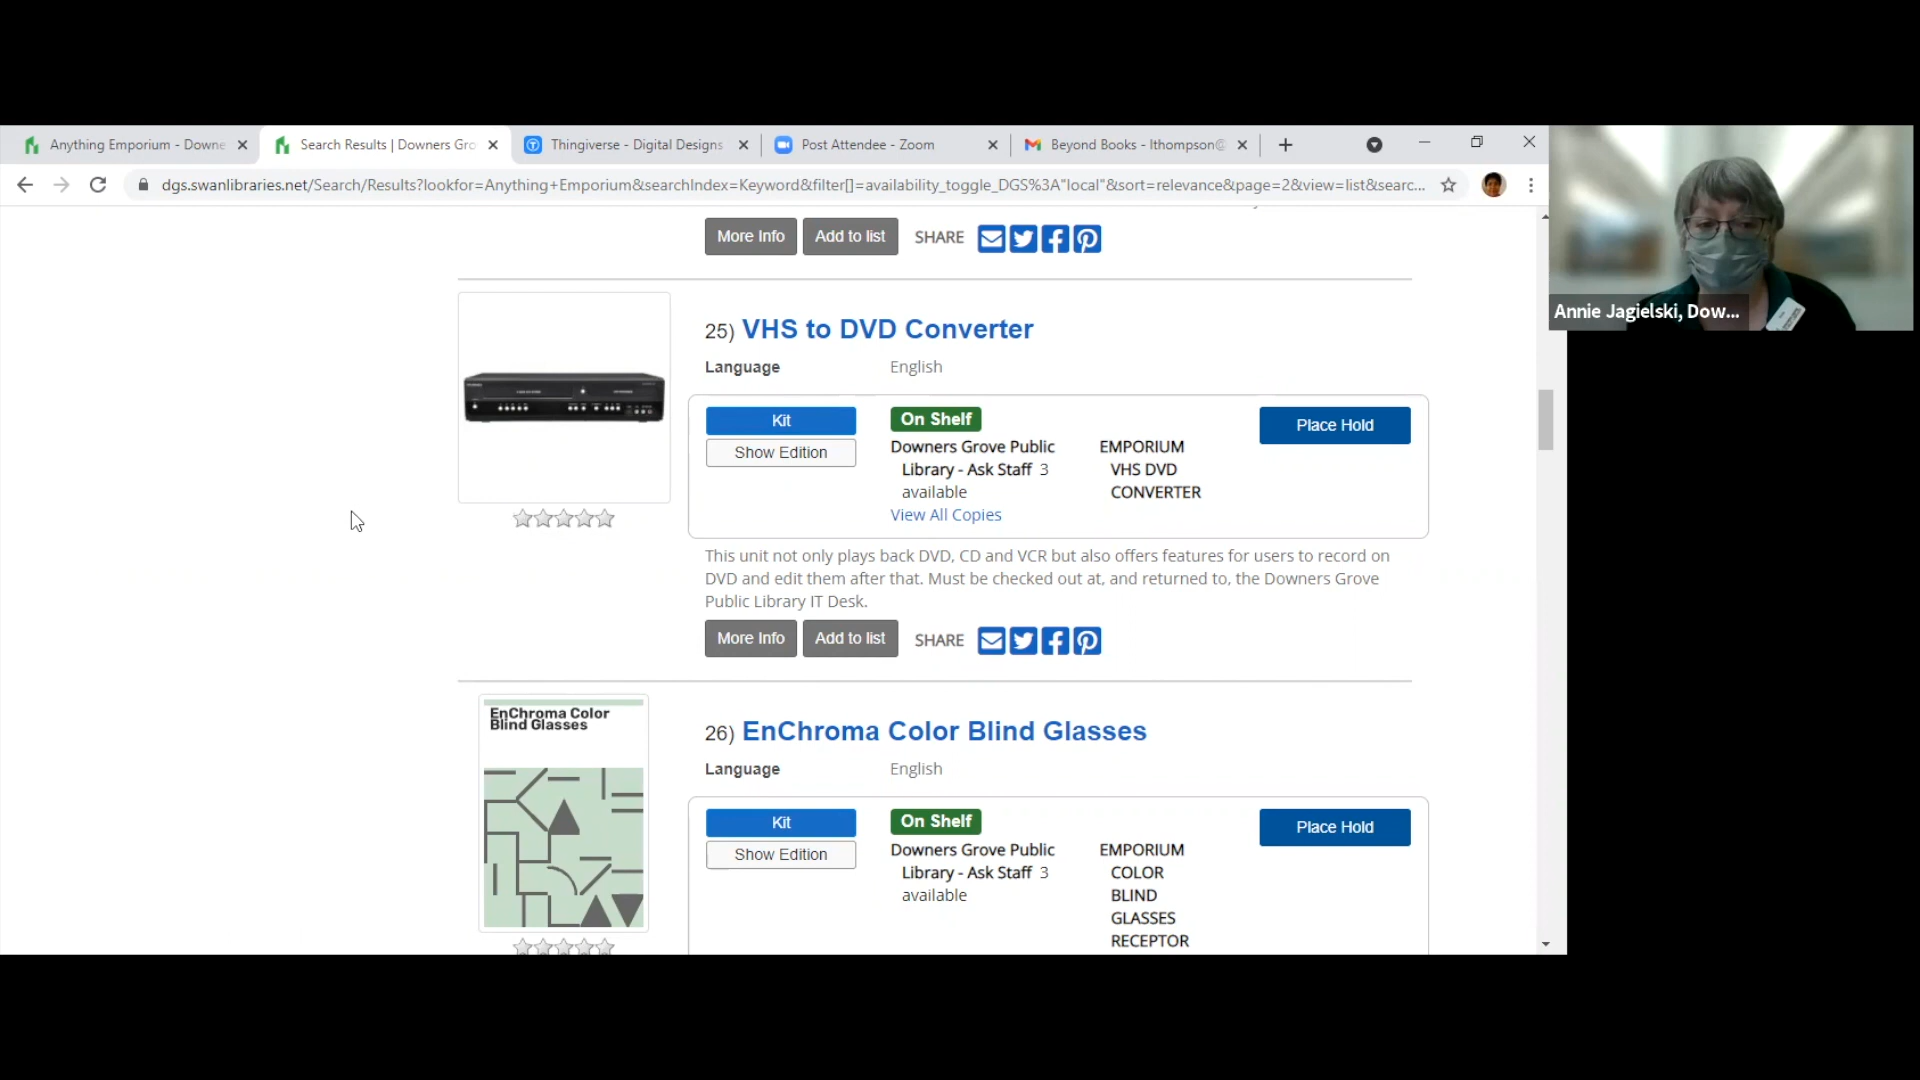 Anything Emporium - Downe
Search Results | Downers Gro
Thingiverse - Digital Designs
Post Attendee - Zoom
Beyond Books - lthompson@
dgs.swanlibraries.net/Search/Results?lookfor=Anything+Emporium&searchIndex=Keyword&filter[]=availability_toggle_DGS%3A"local"&sort=relevance&page=2&view=list&searc...
More Info Add to list SHARE
25) VHS to DVD Converter
Language English
Kit On Shelf Place Hold
Show Edition
Downers Grove Public EMPORIUM
Library - Ask Staff 3 VHS DVD
available CONVERTER
View All Copies
This unit not only plays back DVD, CD and VCR but also offers features for users to record on
DVD and edit them after that. Must be checked out at, and returned to, the Downers Grove
Public Library IT Desk.
More Info Add to list SHARE
EnChroma Color
Blind Glasses
26) EnChroma Color Blind Glasses
Language English
Kit On Shelf Place Hold
Show Edition
Downers Grove Public EMPORIUM
Library - Ask Staff 3 COLOR
available BLIND
GLASSES
RECEPTOR
Annie Jagielski, Dow...